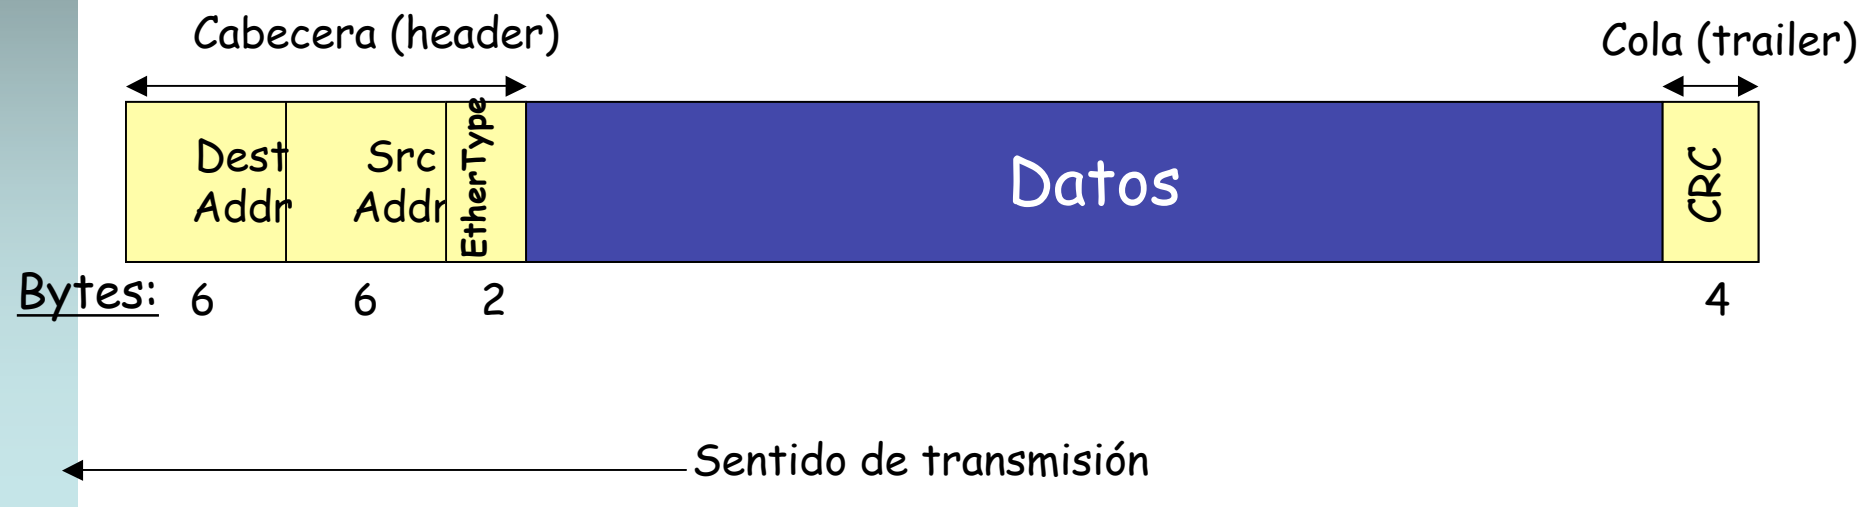 Cabecera (header)
Cola (trailer)
Dest
Addr
Src
Addr
EtherType
Datos
CRC
Bytes: 6 6 2 4
Sentido de transmisión